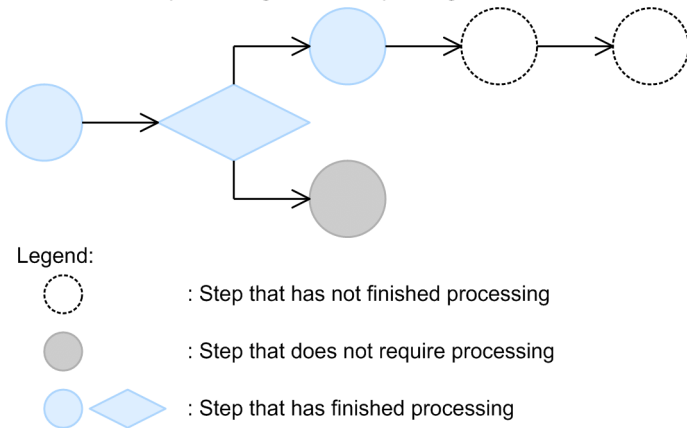 Legend:
: Step that has not finished processing
: Step that does not require processing
: Step that has finished processing